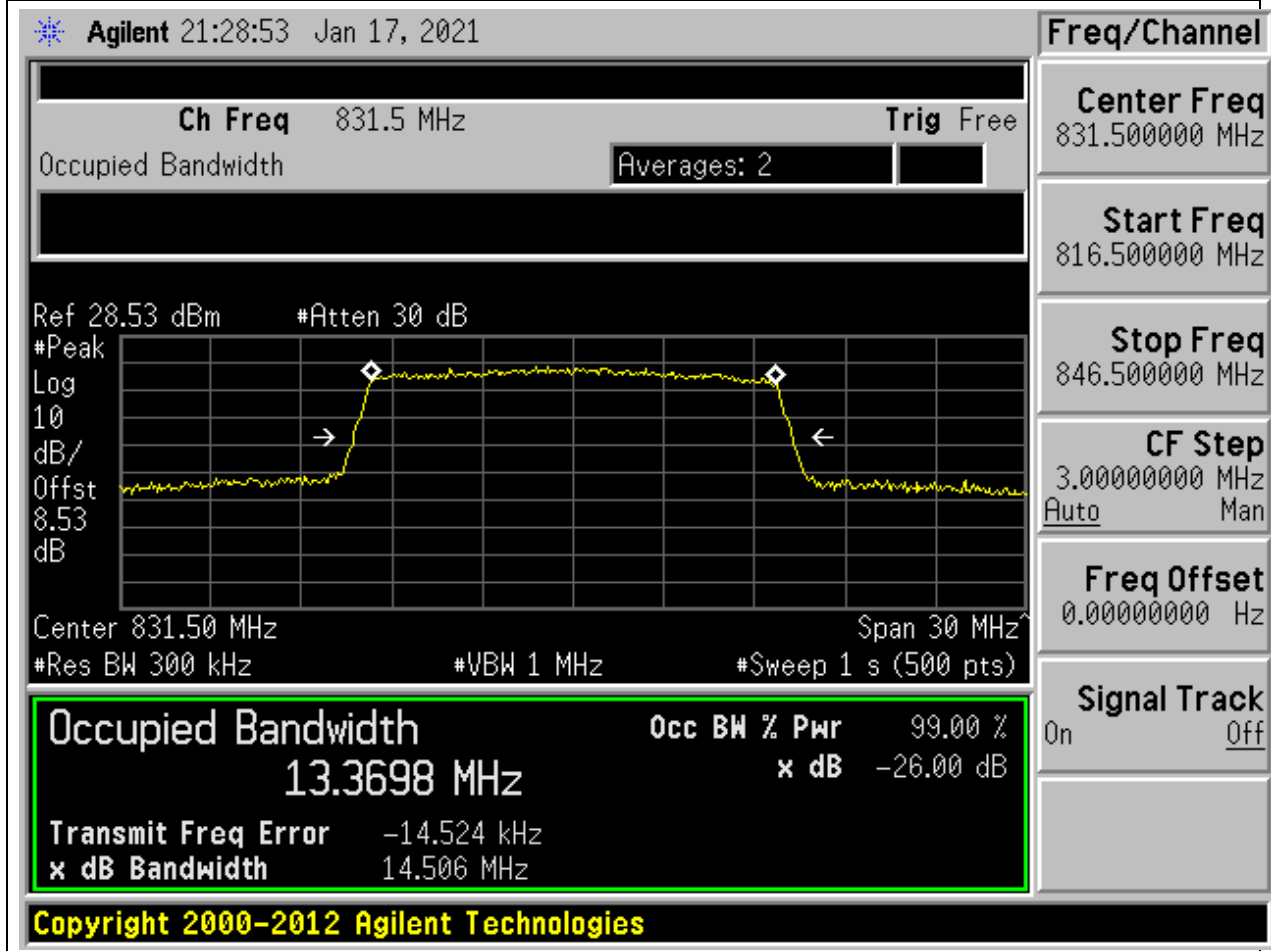 Agilent 21:28:53 Jan 17, 2021
Ch Freq 831.5 MHz Trig Free
Occupied Bandwidth Averages: 2
Ref 28.53 dBm #Atten 30 dB
#Peak
Log
10
dB/
Offst
8.53
dB
Center 831.50 MHz Span 30 MHz^
#Res BW 300 kHz #VBW 1 MHz #Sweep 1 s (500 pts)
Occupied Bandwidth Occ BW % Pwr 99.00 %
13.3698 MHz x dB -26.00 dB
Transmit Freq Error -14.524 kHz
x dB Bandwidth 14.506 MHz
Copyright 2000-2012 Agilent Technologies
Freq/Channel
Center Freq
831.500000 MHz
Start Freq
816.500000 MHz
Stop Freq
846.500000 MHz
CF Step
3.00000000 MHz
Auto Man
Freq Offset
0.00000000 Hz
Signal Track
On Off